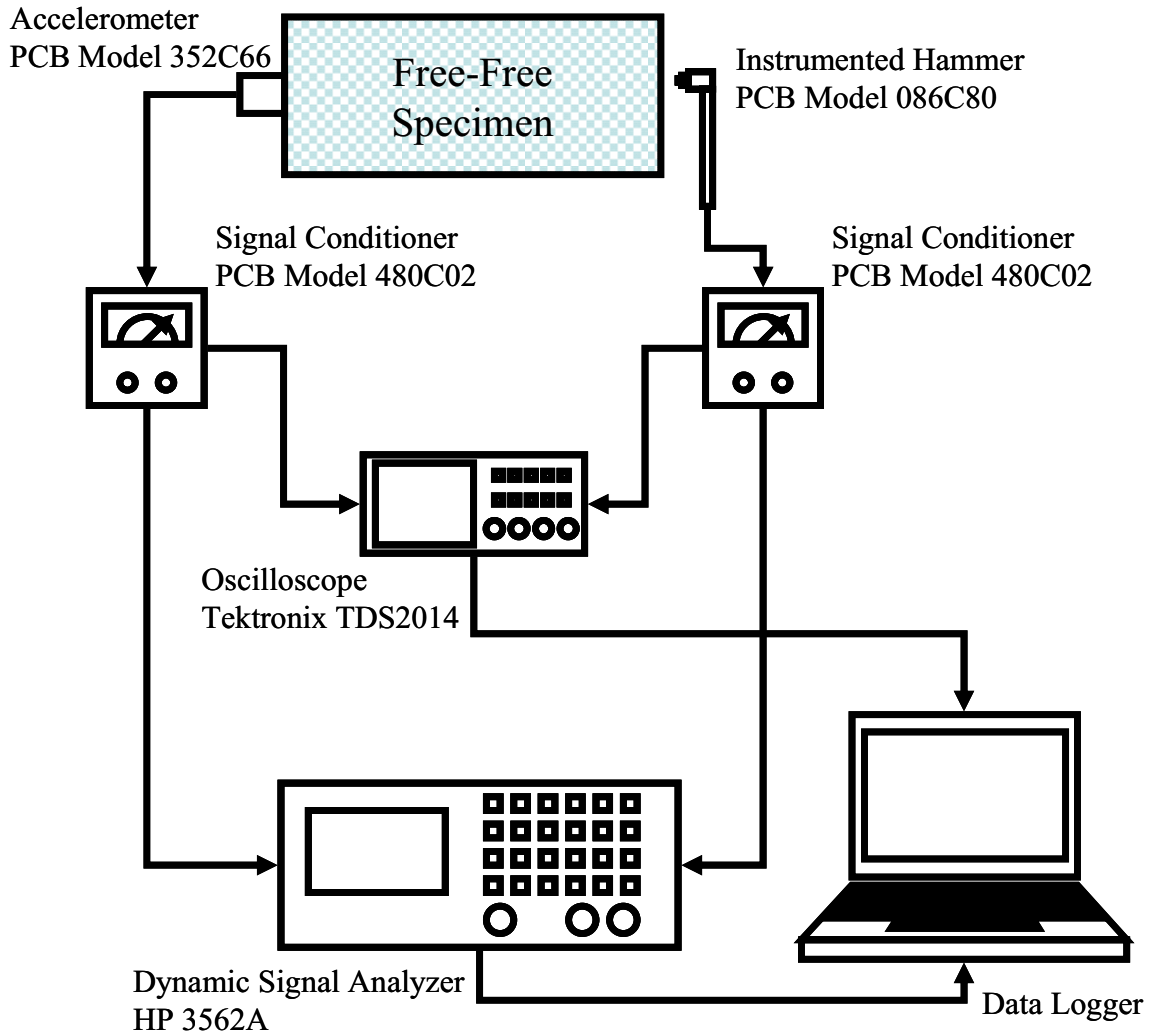 Accelerometer
PCB Model 352C66
Free-Free
Specimen
Instrumented Hammer
PCB Model 086C80
Signal Conditioner
PCB Model 480C02
Signal Conditioner
PCB Model 480C02
Oscilloscope
Tektronix TDS2014
Dynamic Signal Analyzer
HP 3562A
Data Logger